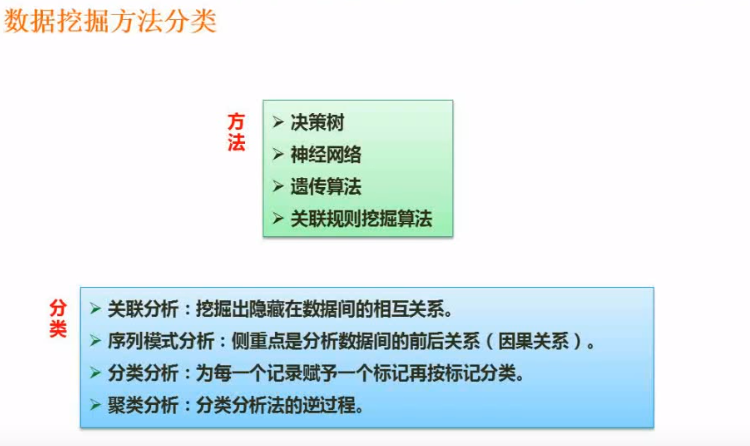 数据挖掘方法分类
方法
➢ 决策树
➢ 神经网络
➢ 遗传算法
➢ 关联规则挖掘算法
分类
➢ 关联分析：挖掘出隐藏在数据间的相互关系。
➢ 序列模式分析：侧重点是分析数据间的前后关系（因果关系）。
➢ 分类分析：为每一个记录赋予一个标记再按标记分类。
➢ 聚类分析：分类分析法的逆过程。